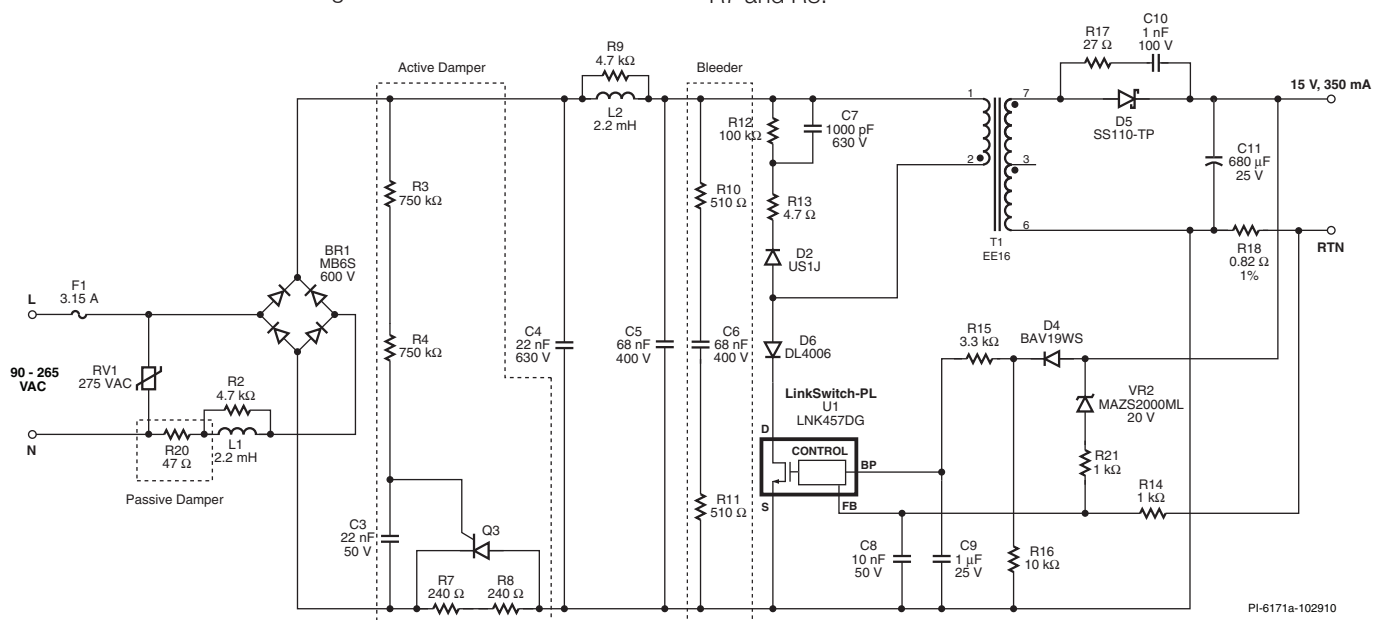 R7 and R8.
Active Damper
R9
4.7 kΩ
L2
2.2 mH
Bleeder
R17
27 Ω
C10
1 nF
100 V
15 V, 350 mA
D5
SS110-TP
1
2
7
3
6
T1
EE16
R12
100 kΩ
C7
1000 pF
630 V
C11
680 µF
25 V
R3
750 kΩ
R10
510 Ω
R13
4.7 Ω
D2
US1J
R18
0.82 Ω
1%
RTN
BR1
MB6S
600 V
F1
3.15 A
L
90 - 265
VAC
RV1
275 VAC
R2
4.7 kΩ
L1
2.2 mH
N
R20
47 Ω
Passive Damper
R4
750 kΩ
C4
22 nF
630 V
C5
68 nF
400 V
C6
68 nF
400 V
D6
DL4006
R15
3.3 kΩ
D4
BAV19WS
VR2
MAZS2000ML
20 V
LinkSwitch-PL
U1
LNK457DG
D
CONTROL
BP
S
FB
R21
1 kΩ
R14
1 kΩ
R11
510 Ω
C3
22 nF
50 V
Q3
R7
240 Ω
R8
240 Ω
C8
10 nF
50 V
C9
1 µF
25 V
R16
10 kΩ
PI-6171a-102910